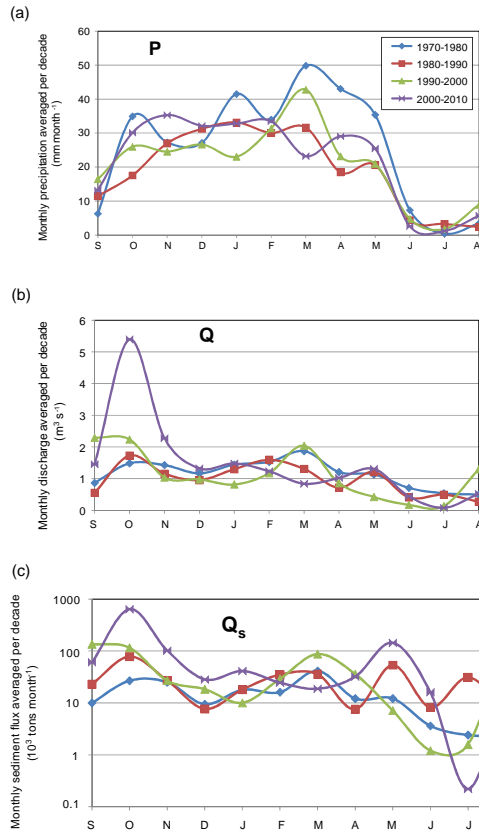 (a)
P
1970-1980
1980-1990
1990-2000
2000-2010
Monthly precipitation averaged per decade
(mm month⁻¹)
60
50
40
30
20
10
0
S O N D J F M A M J J A
(b)
Q
Monthly discharge averaged per decade
(m³ s⁻¹)
6
5
4
3
2
1
0
S O N D J F M A M J J A
(c)
Qₛ
Monthly sediment flux averaged per decade
(10³ tons month⁻¹)
1000
100
10
1
0.1
S O N D J F M A M J J